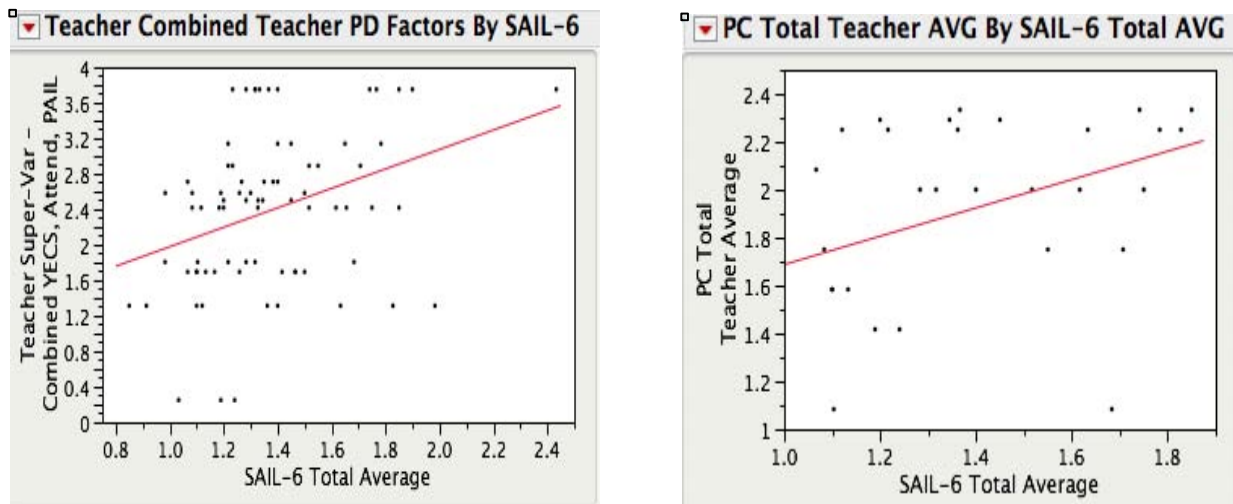 Teacher Combined Teacher PD Factors By SAIL-6
4
3.6
3.2
2.8
2.4
2
1.6
1.2
0.8
0.4
0
Teacher Super-Var -
Combined YECS, Attend, PAIL
0.8 1.0 1.2 1.4 1.6 1.8 2.0 2.2 2.4
SAIL-6 Total Average
PC Total Teacher AVG By SAIL-6 Total AVG
2.4
2.2
2
1.8
1.6
1.4
1.2
1
PC Total
Teacher Average
1.0 1.2 1.4 1.6 1.8
SAIL-6 Total Average